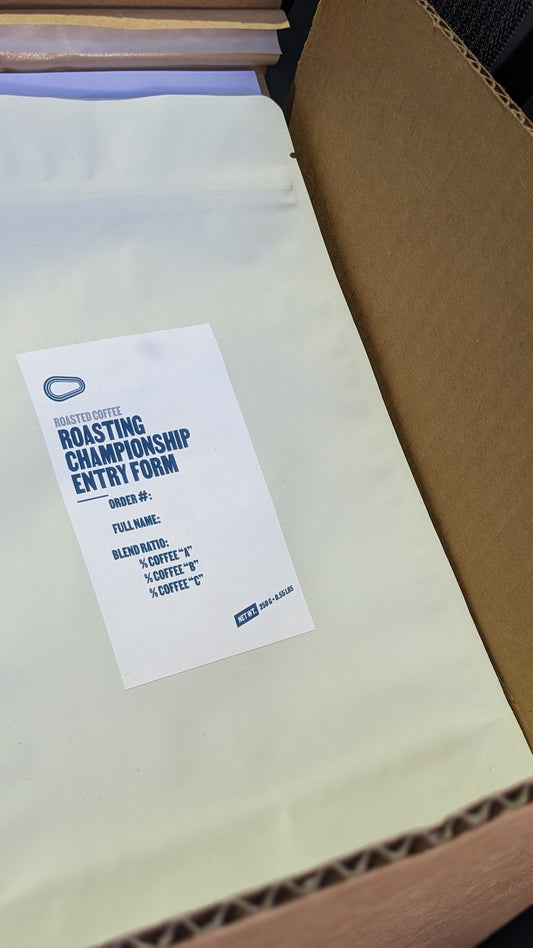 ROASTED COFFEE
ROASTING
CHAMPIONSHIP
ENTRY FORM
ORDER #:
FULL NAME:
BLEND RATIO:
% COFFEE “A”
% COFFEE “B”
% COFFEE “C”
NET WT. 250 G • 0.55 LBS